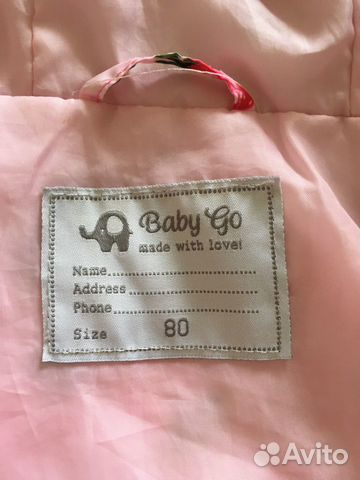 Baby Go
made with love!
Name..............................
Address..........................
Phone.............................
Size 80
Avito